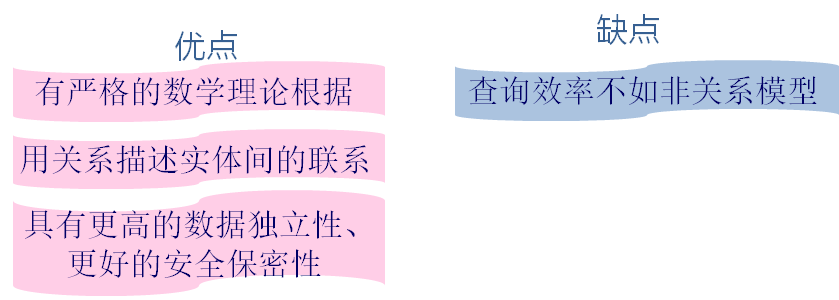 优点
有严格的数学理论根据
用关系描述实体间的联系
具有更高的数据独立性、
更好的安全保密性
缺点
查询效率不如非关系模型